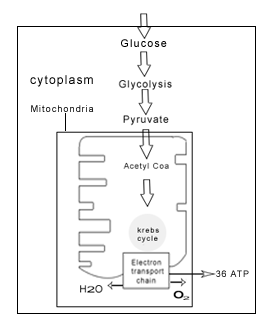 Glucose
cytoplasm
Glycolysis
Mitochondria
Pyruvate
Acetyl Coa
krebs
cycle
Electron
transport
chain
36 ATP
H2O
O2